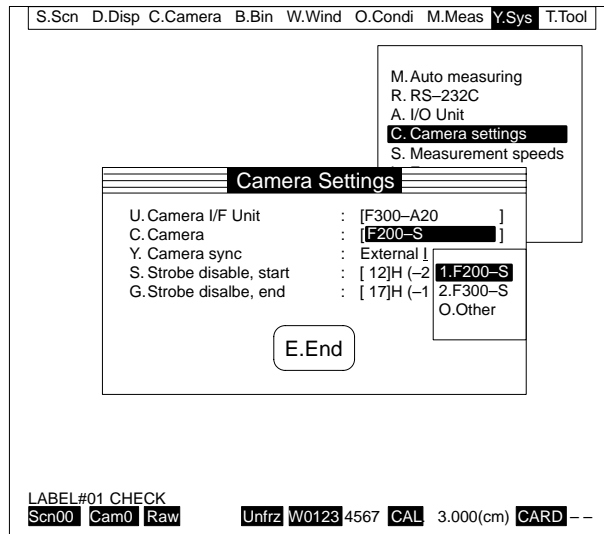 S.Scn D.Disp C.Camera B.Bin W.Wind O.Condi M.Meas Y.Sys T.Tool
M. Auto measuring
R. RS–232C
A. I/O Unit
C. Camera settings
S. Measurement speeds
Camera Settings
U. Camera I/F Unit : [F300–A20 ]
C. Camera : [F200–S ]
Y. Camera sync : External I
S. Strobe disable, start : [ 12]H (–2
G. Strobe disalbe, end : [ 17]H (–1
1.F200–S
2.F300–S
O.Other
E.End
LABEL#01 CHECK
Scn00 Cam0 Raw Unfrz W0123 4567 CAL 3.000(cm) CARD – –